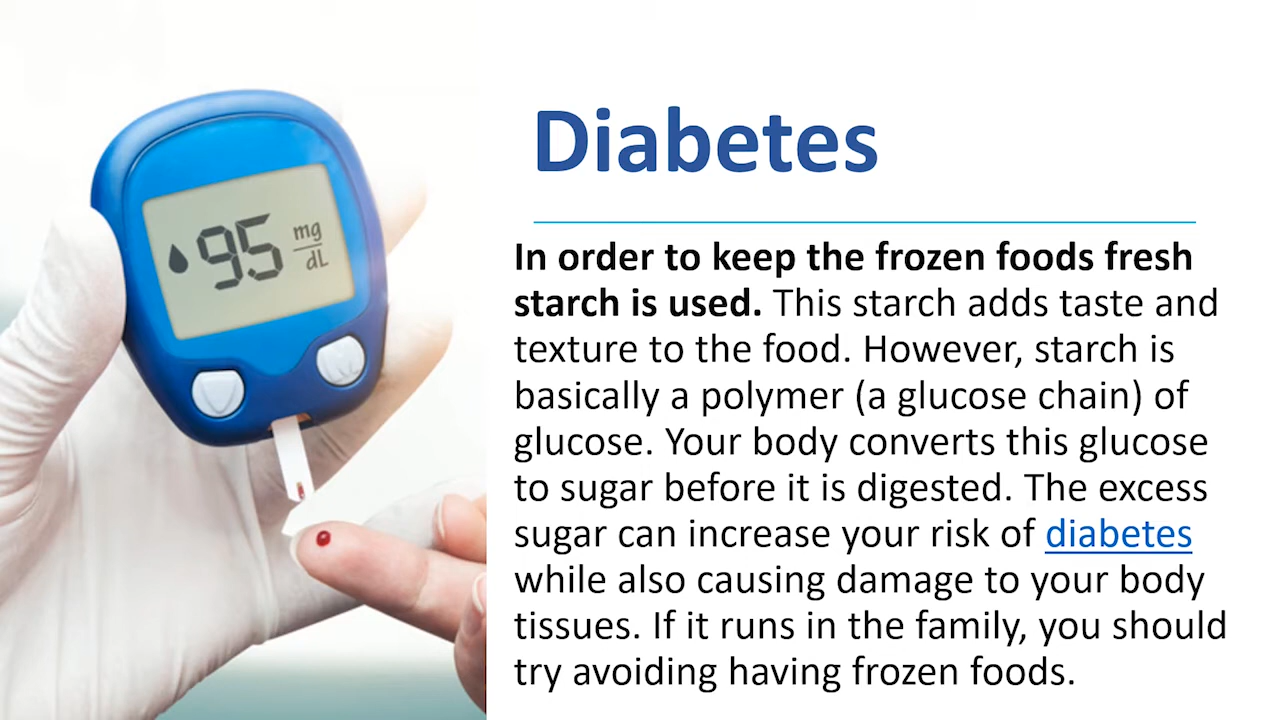 95
mg
dL
Diabetes
In order to keep the frozen foods fresh
starch is used. This starch adds taste and
texture to the food. However, starch is
basically a polymer (a glucose chain) of
glucose. Your body converts this glucose
to sugar before it is digested. The excess
sugar can increase your risk of diabetes
while also causing damage to your body
tissues. If it runs in the family, you should
try avoiding having frozen foods.